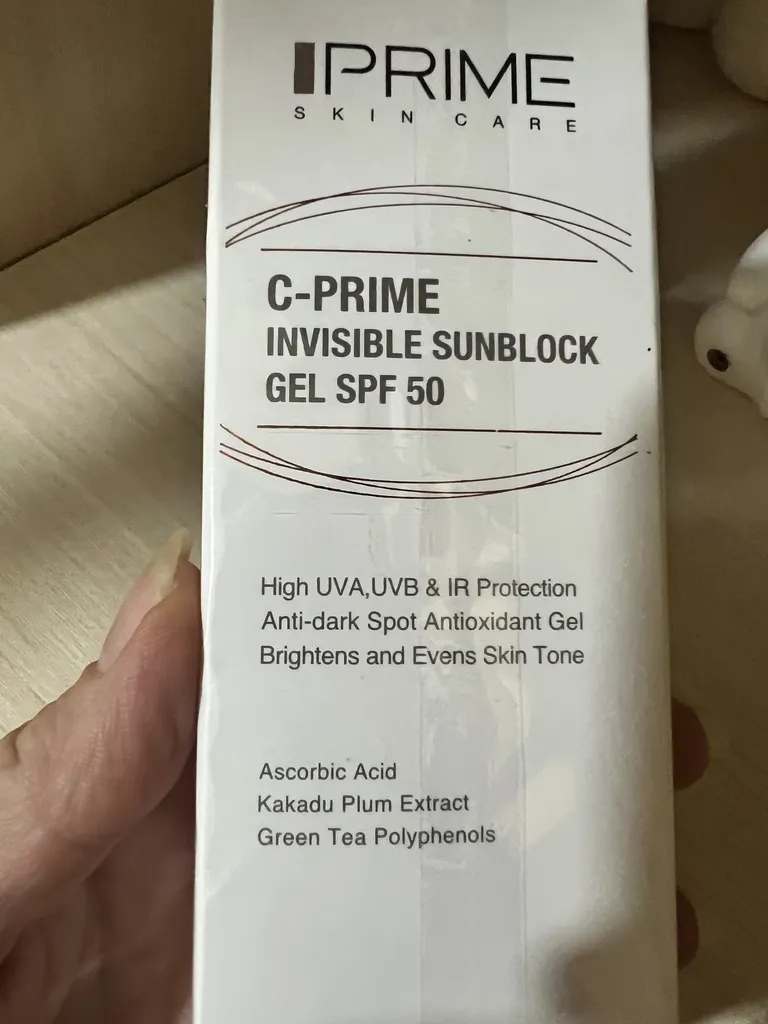 PRIME
SKIN CARE
C-PRIME
INVISIBLE SUNBLOCK
GEL SPF 50
High UVA,UVB & IR Protection
Anti-dark Spot Antioxidant Gel
Brightens and Evens Skin Tone
Ascorbic Acid
Kakadu Plum Extract
Green Tea Polyphenols